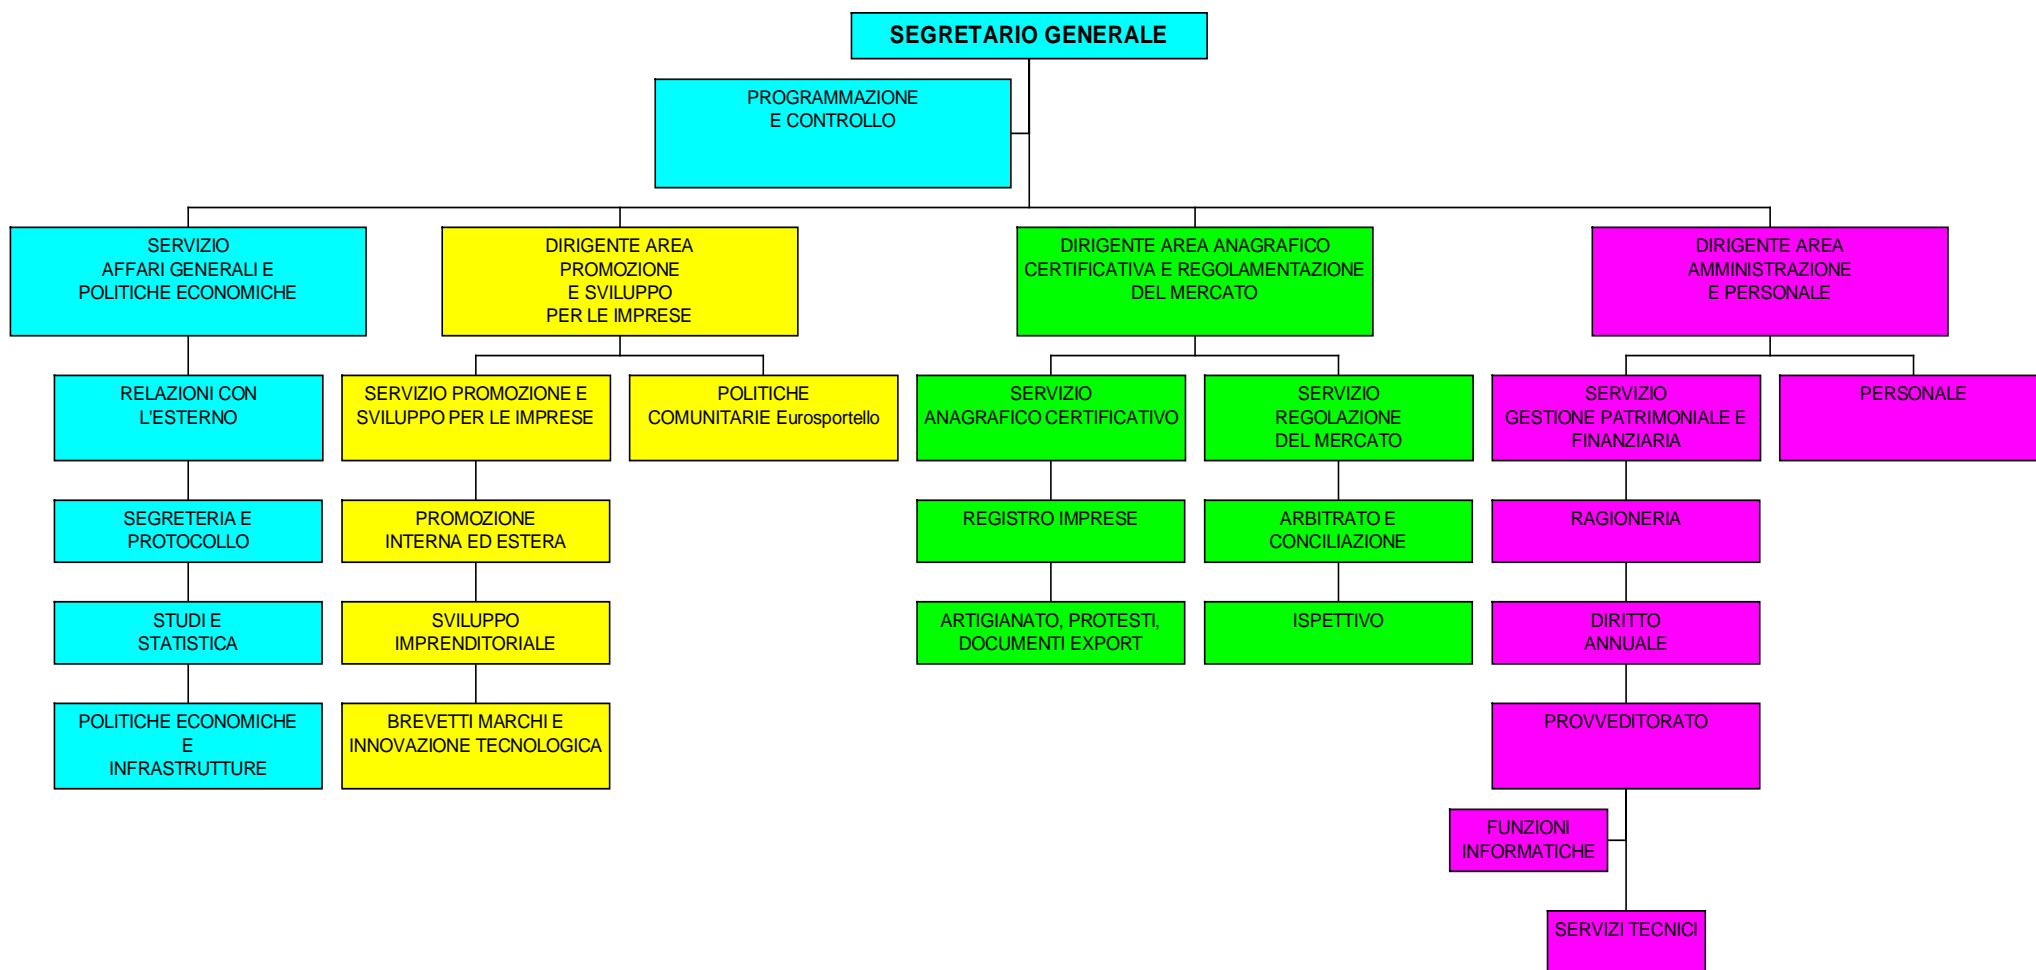 SEGRETARIO GENERALE
PROGRAMMAZIONE
E CONTROLLO
SERVIZIO
AFFARI GENERALI E
POLITICHE ECONOMICHE
DIRIGENTE AREA
PROMOZIONE
E SVILUPPO
PER LE IMPRESE
DIRIGENTE AREA ANAGRAFICO
CERTIFICATIVA E REGOLAMENTAZIONE
DEL MERCATO
DIRIGENTE AREA
AMMINISTRAZIONE
E PERSONALE
RELAZIONI CON
L'ESTERNO
SERVIZIO PROMOZIONE E
SVILUPPO PER LE IMPRESE
POLITICHE
COMUNITARIE Eurosportello
SERVIZIO
ANAGRAFICO CERTIFICATIVO
SERVIZIO
REGOLAZIONE
DEL MERCATO
SERVIZIO
GESTIONE PATRIMONIALE E
FINANZIARIA
PERSONALE
SEGRETERIA E
PROTOCOLLO
PROMOZIONE
INTERNA ED ESTERA
REGISTRO IMPRESE
ARBITRATO E
CONCILIAZIONE
RAGIONERIA
STUDI E
STATISTICA
SVILUPPO
IMPRENDITORIALE
ARTIGIANATO, PROTESTI,
DOCUMENTI EXPORT
ISPETTIVO
DIRITTO
ANNUALE
POLITICHE ECONOMICHE
E
INFRASTRUTTURE
BREVETTI MARCHI E
INNOVAZIONE TECNOLOGICA
PROVVEDITORATO
FUNZIONI
INFORMATICHE
SERVIZI TECNICI